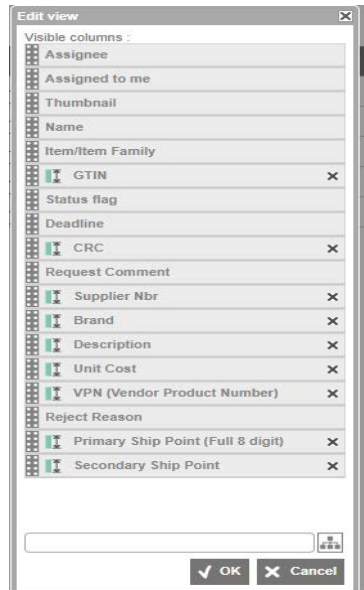 Edit view
Visible columns :
Assignee
Assigned to me
Thumbnail
Name
Item/Item Family
GTIN
Status flag
Deadline
CRC
Request Comment
Supplier Nbr
Brand
Description
Unit Cost
VPN (Vendor Product Number)
Reject Reason
Primary Ship Point (Full 8 digit)
Secondary Ship Point
OK Cancel